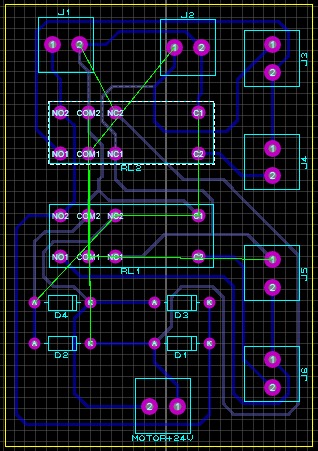 J1
J2
1 2
1 2
1
2
J3
NO2 COM2 NC2 C1
NO1 COM1 NC1 C2
RL2
1
2
J4
NO2 COM2 NC2 C1
NO1 COM1 NC1 C2
RL1
1
2
J5
A K A K
D4 D3
A K A K
D2 D1
1
2
J6
2 1
MOTOR+24V